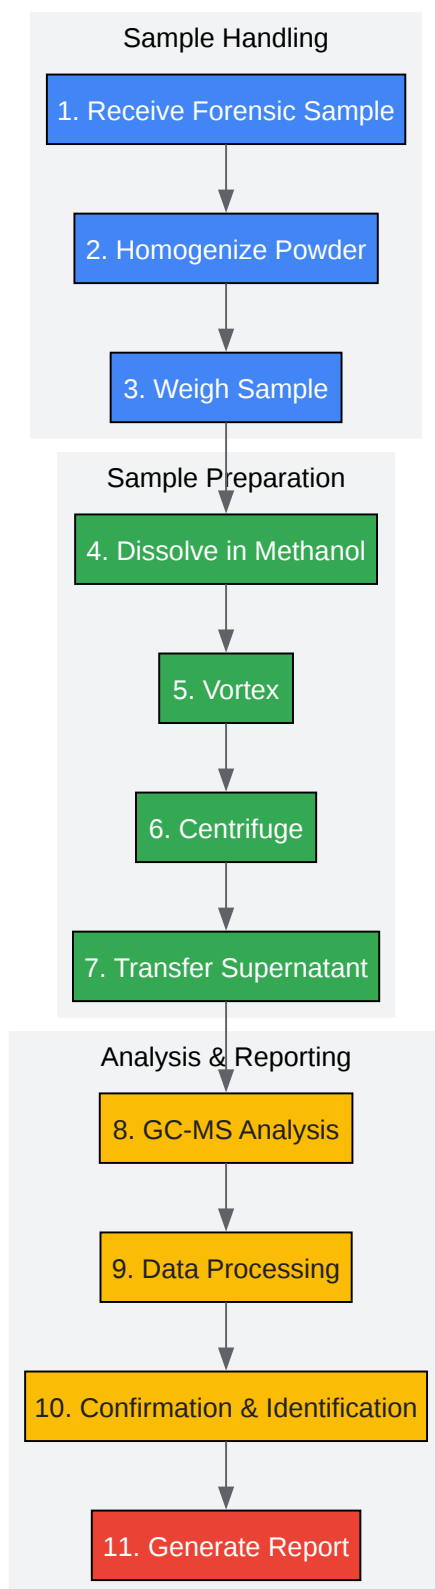 Sample Handling
1. Receive Forensic Sample
2. Homogenize Powder
3. Weigh Sample
Sample Preparation
4. Dissolve in Methanol
5. Vortex
6. Centrifuge
7. Transfer Supernatant
Analysis & Reporting
8. GC-MS Analysis
9. Data Processing
10. Confirmation & Identification
11. Generate Report